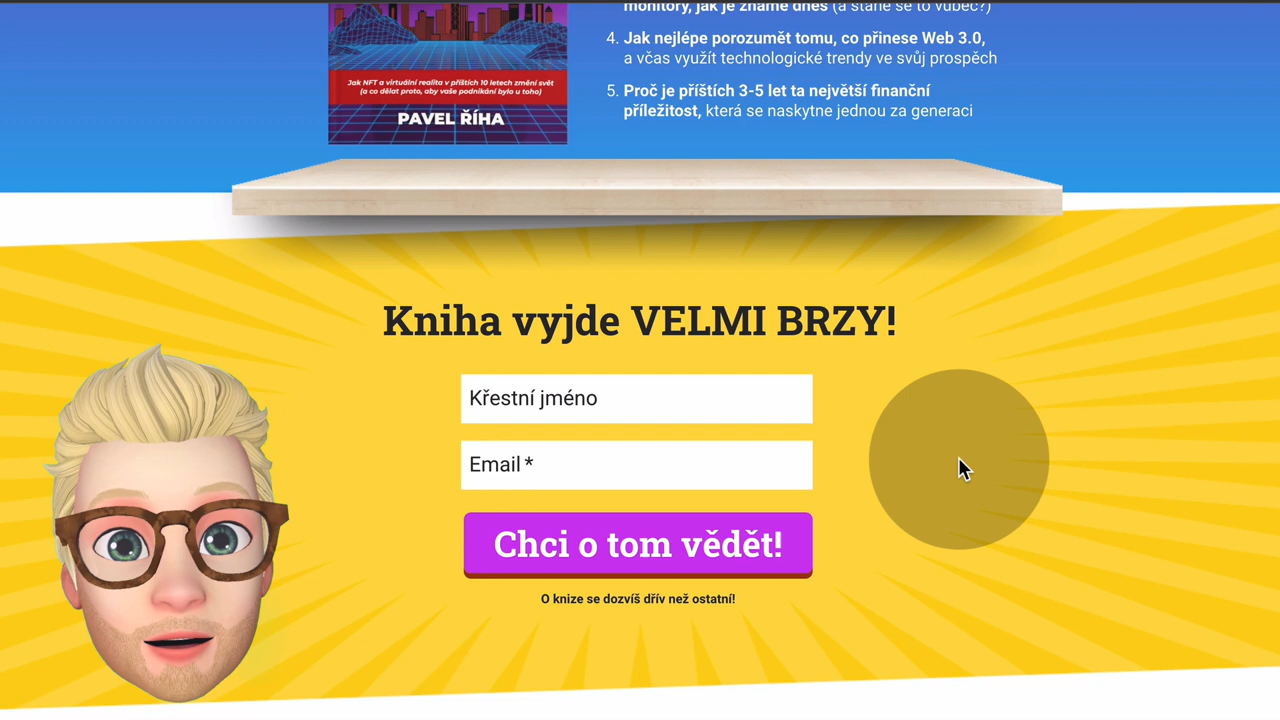 monitory, jak je známe dnes (a stane se to vůbec?)
4. Jak nejlépe porozumět tomu, co přinese Web 3.0,
a včas využít technologické trendy ve svůj prospěch
5. Proč je příštích 3-5 let ta největší finanční
příležitost, která se naskytne jednou za generaci
Jak NFT a virtuální realita v příštích 10 letech změní svět
(a co dělat proto, aby vaše podnikání bylo u toho)
PAVEL ŘÍHA
Kniha vyjde VELMI BRZY!
Křestní jméno
Email *
Chci o tom vědět!
O knize se dozvíš dřív než ostatní!